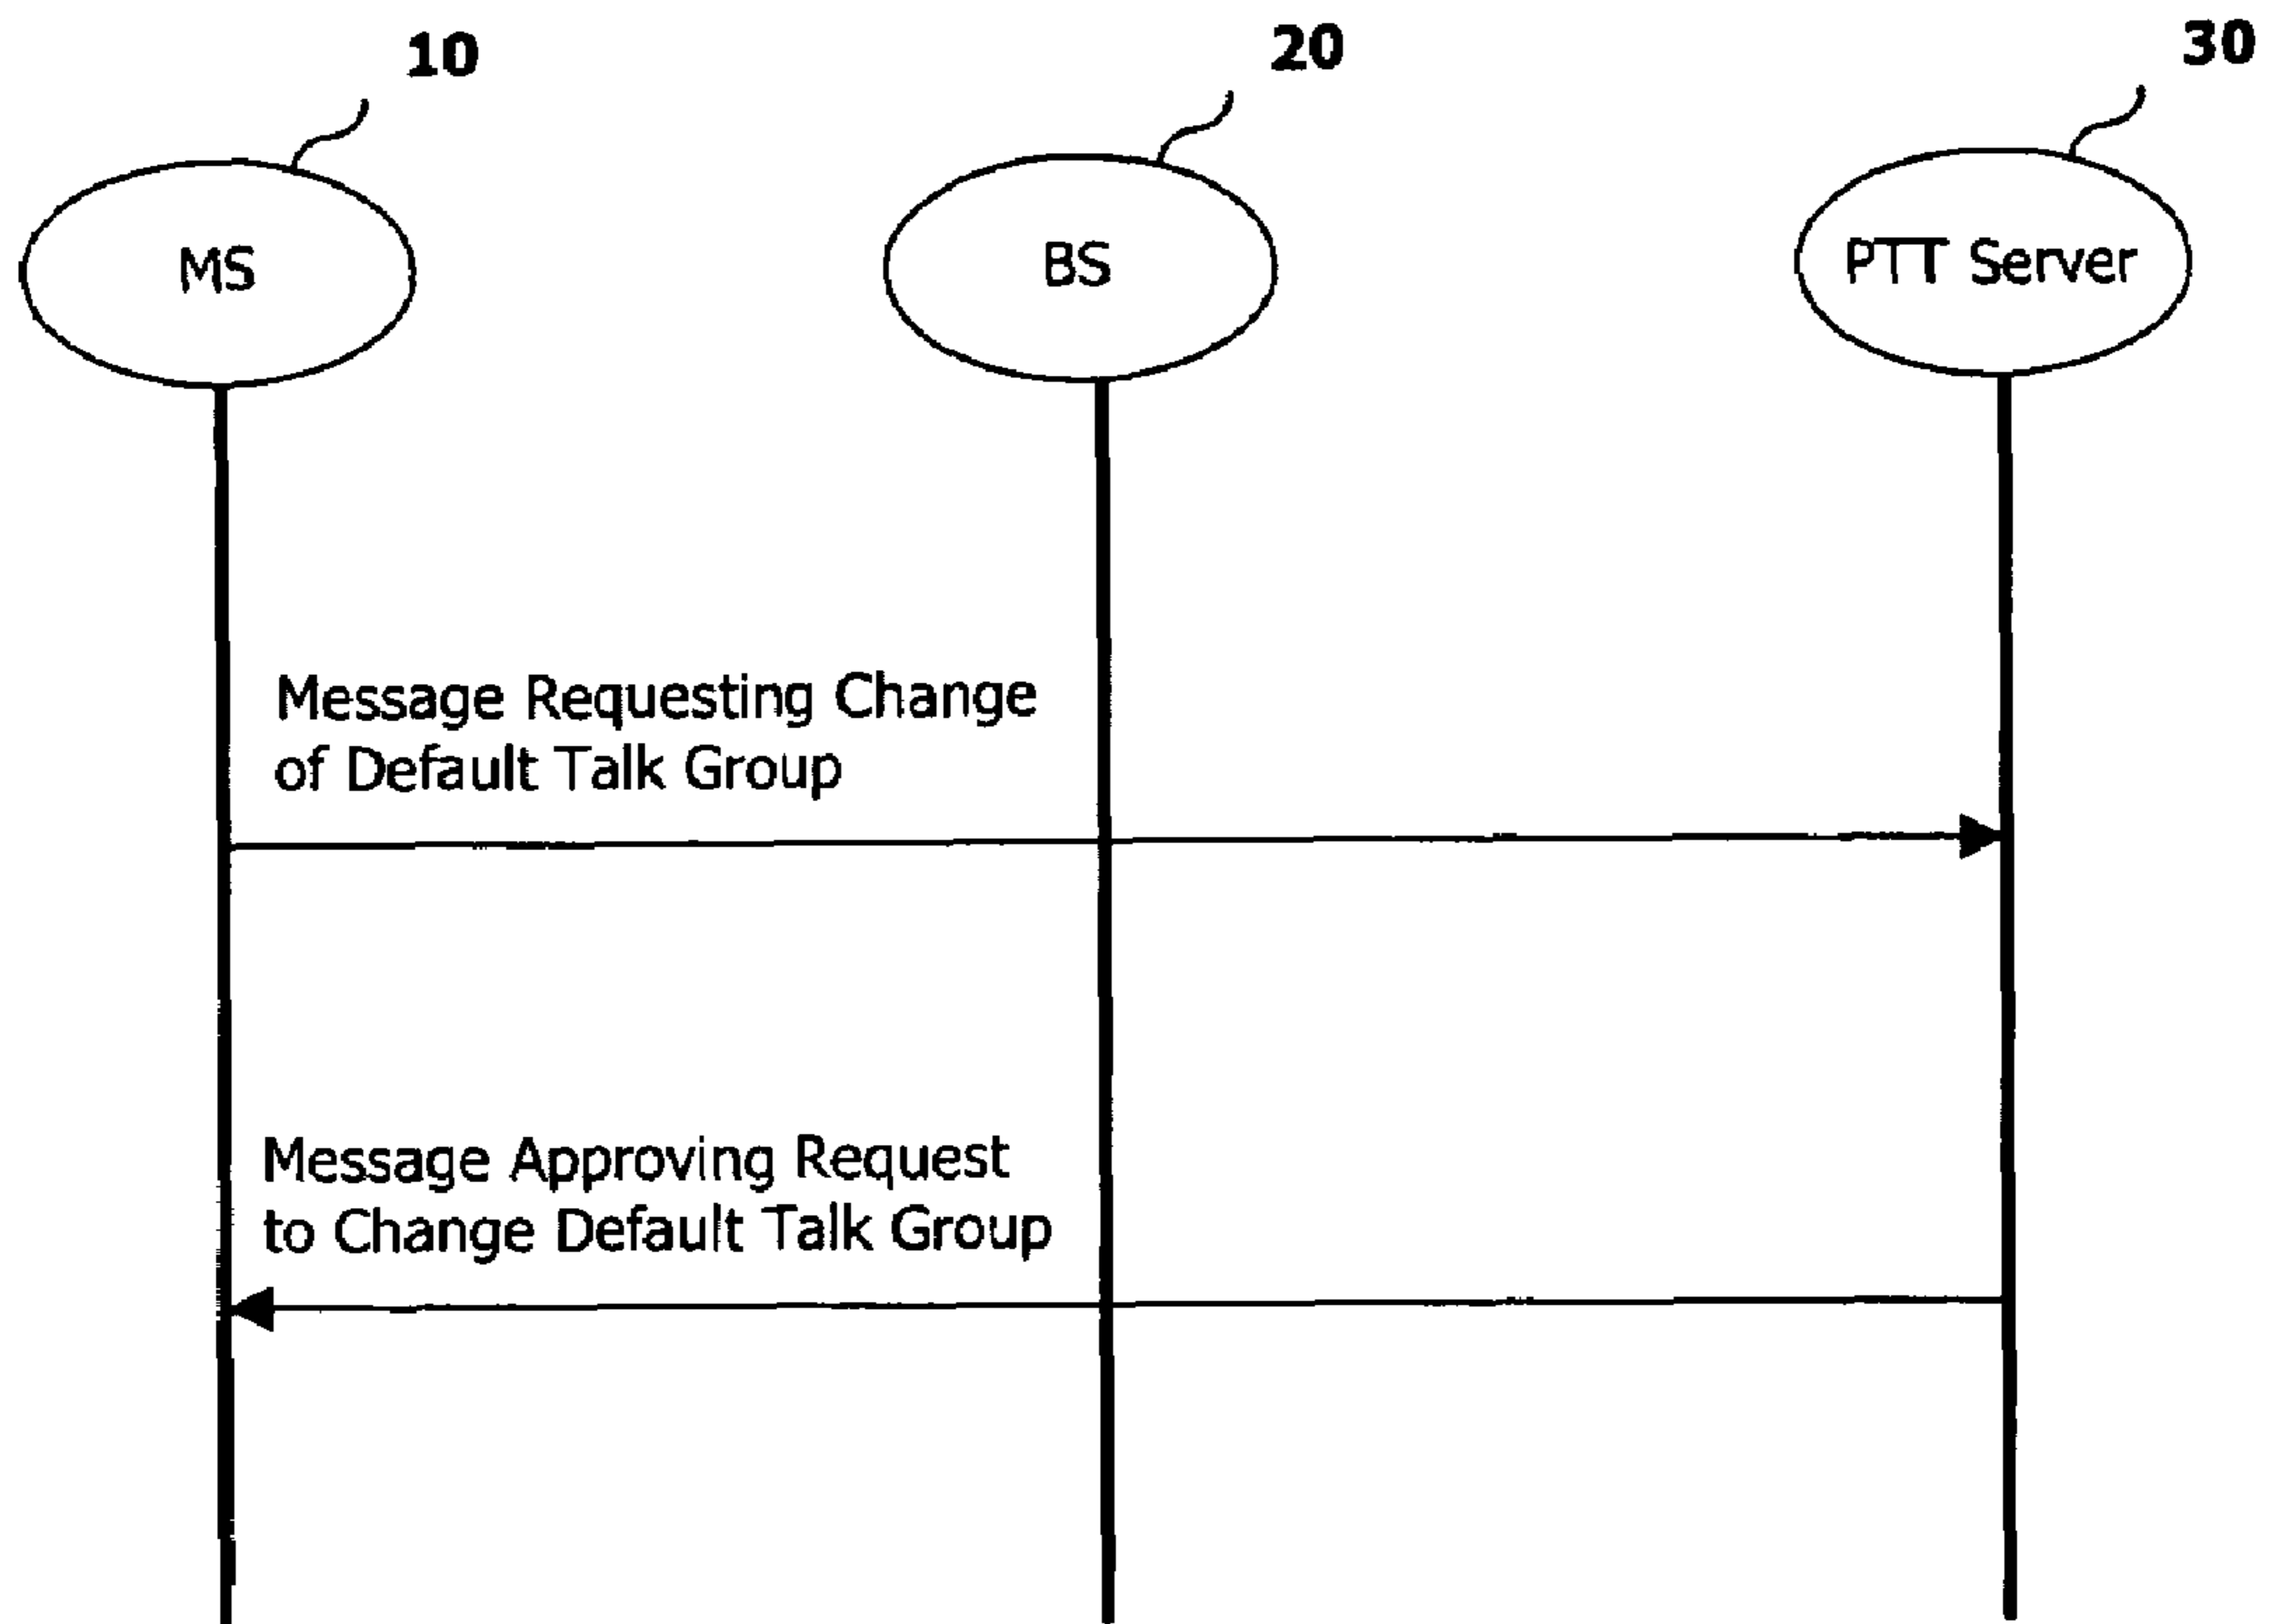 10
20
30
MS
BS
PTT Server
Message Requesting Change
of Default Talk Group
Message Approving Request
to Change Default Talk Group